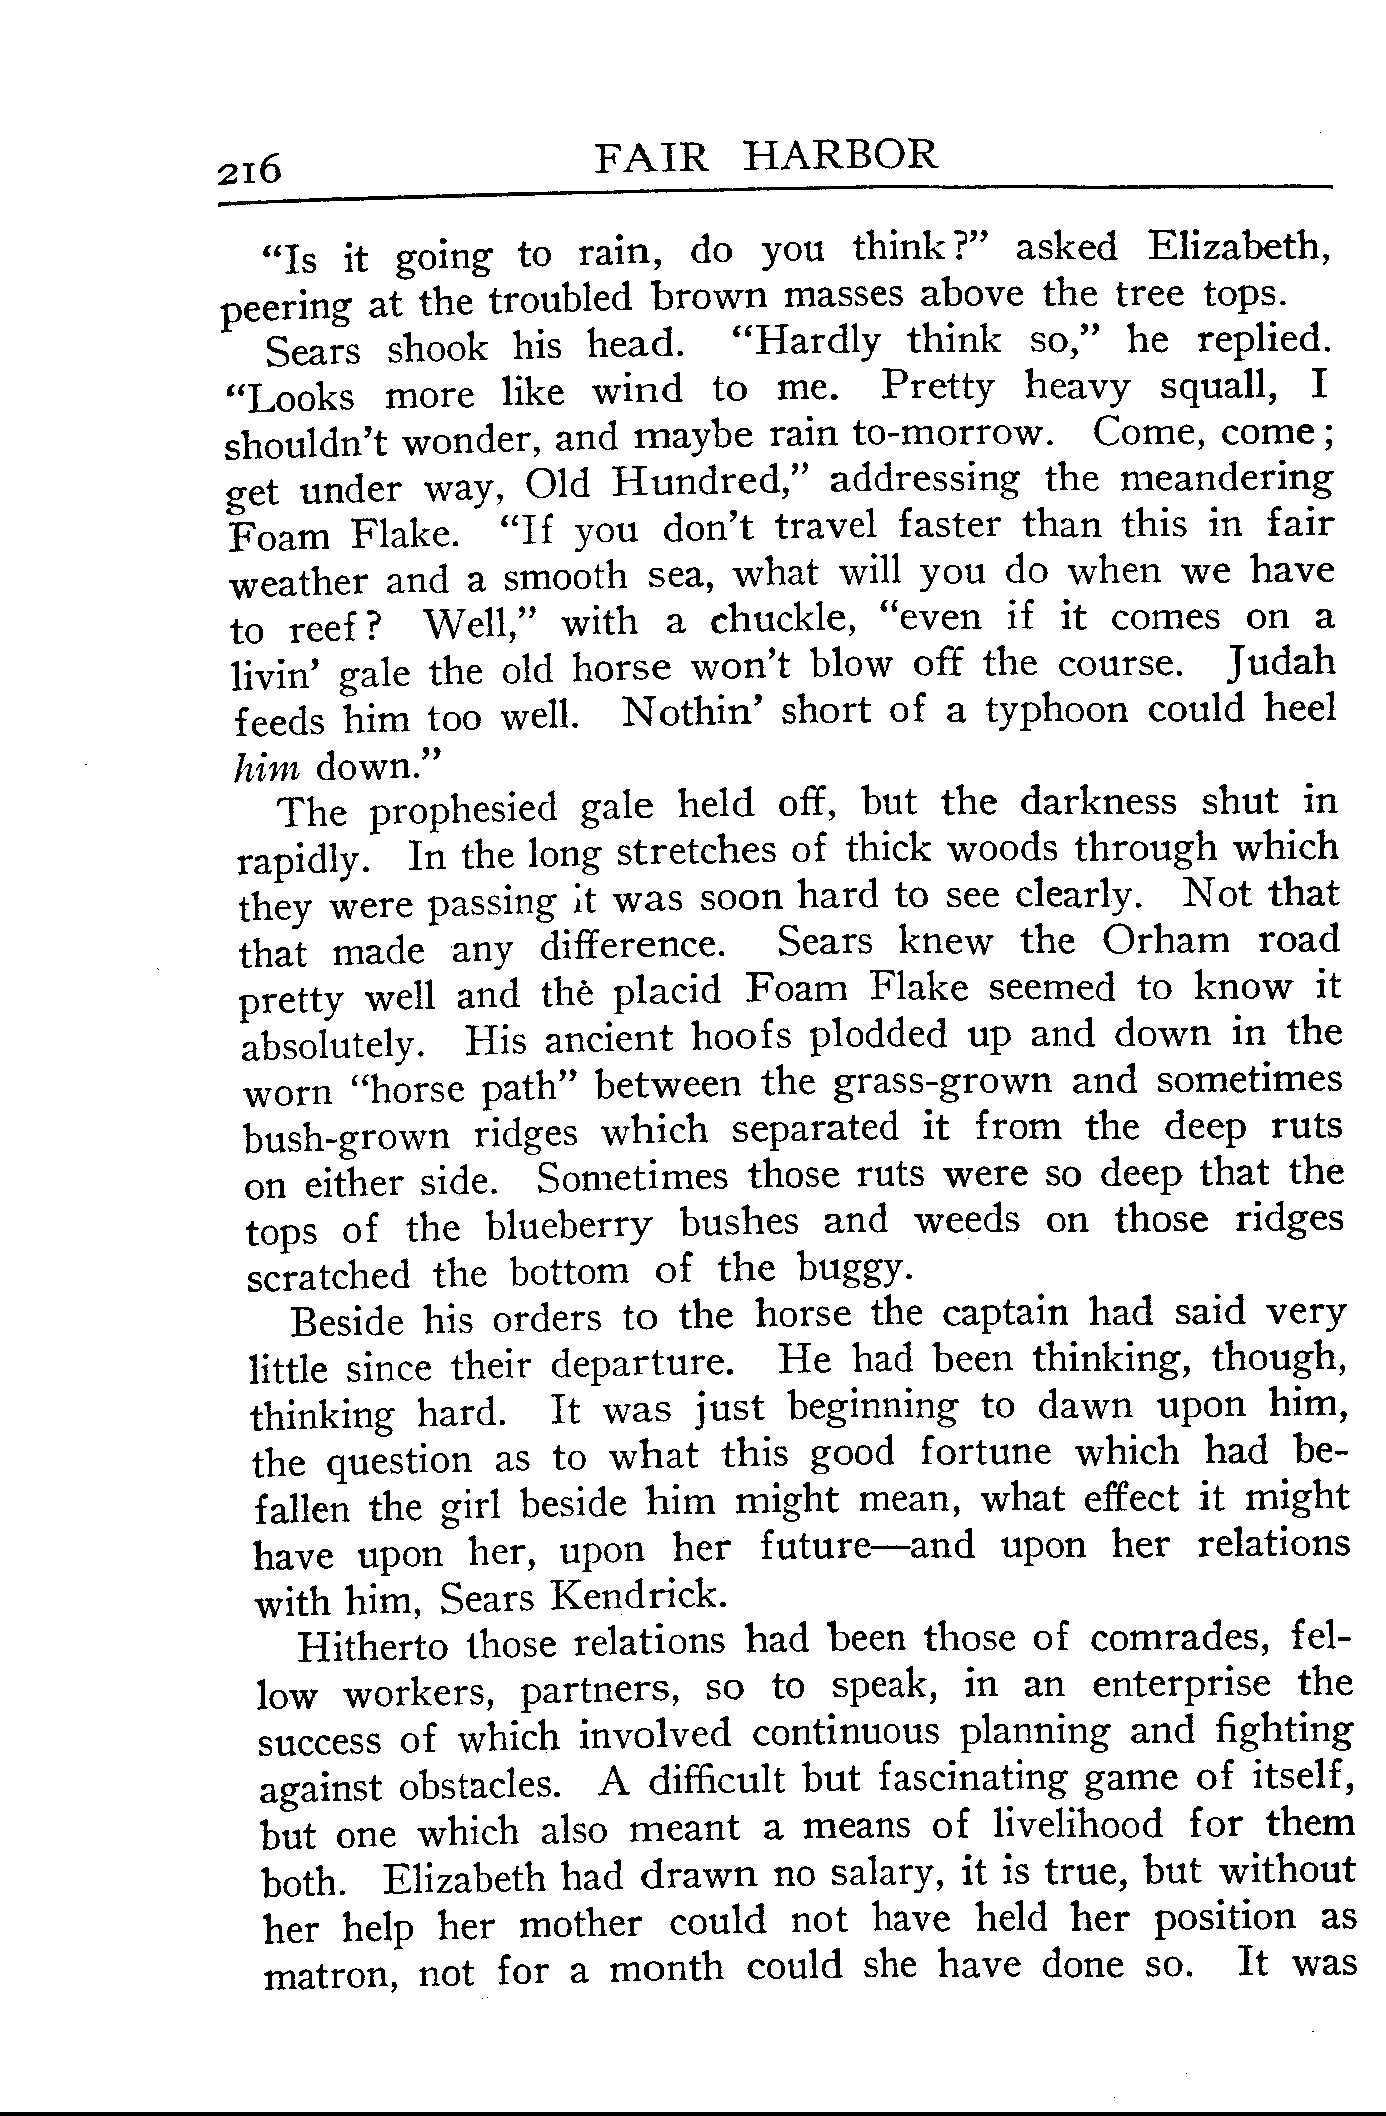 216 FAIR HARBOR
“Is it going to rain, do you think?” asked Elizabeth,
peering at the troubled brown masses above the tree tops.
Sears shook his head. “Hardly think so,” he replied.
“Looks more like wind to me. Pretty heavy squall, I
shouldn’t wonder, and maybe rain to-morrow. Come, come;
get under way, Old Hundred,” addressing the meandering
Foam Flake. “If you don’t travel faster than this in fair
weather and a smooth sea, what will you do when we have
to reef? Well,” with a chuckle, “even if it comes on a
livin’ gale the old horse won’t blow off the course. Judah
feeds him too well. Nothin’ short of a typhoon could heel
him down.”
The prophesied gale held off, but the darkness shut in
rapidly. In the long stretches of thick woods through which
they were passing it was soon hard to see clearly. Not that
that made any difference. Sears knew the Orham road
pretty well and the placid Foam Flake seemed to know it
absolutely. His ancient hoofs plodded up and down in the
worn “horse path” between the grass-grown and sometimes
bush-grown ridges which separated it from the deep ruts
on either side. Sometimes those ruts were so deep that the
tops of the blueberry bushes and weeds on those ridges
scratched the bottom of the buggy.
Beside his orders to the horse the captain had said very
little since their departure. He had been thinking, though,
thinking hard. It was just beginning to dawn upon him,
the question as to what this good fortune which had be-
fallen the girl beside him might mean, what effect it might
have upon her, upon her future—and upon her relations
with him, Sears Kendrick.
Hitherto those relations had been those of comrades, fel-
low workers, partners, so to speak, in an enterprise the
success of which involved continuous planning and fighting
against obstacles. A difficult but fascinating game of itself,
but one which also meant a means of livelihood for them
both. Elizabeth had drawn no salary, it is true, but without
her help her mother could not have held her position as
matron, not for a month could she have done so. It was